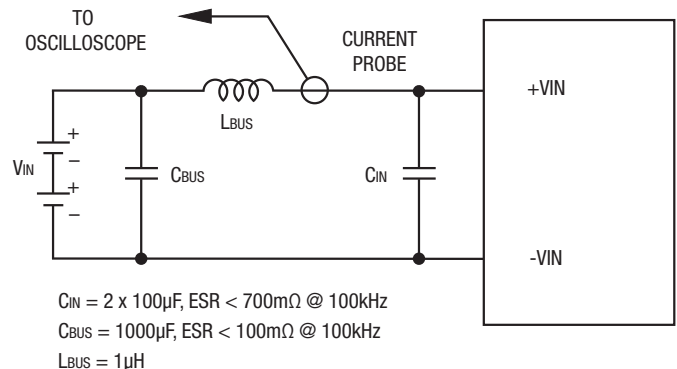 TO
OSCILLOSCOPE
CURRENT
PROBE
+VIN
LBUS
+
VIN
−
+
−
CBUS
CIN
-VIN
CIN = 2 x 100µF, ESR < 700mΩ @ 100kHz
CBUS = 1000µF, ESR < 100mΩ @ 100kHz
LBUS = 1µH